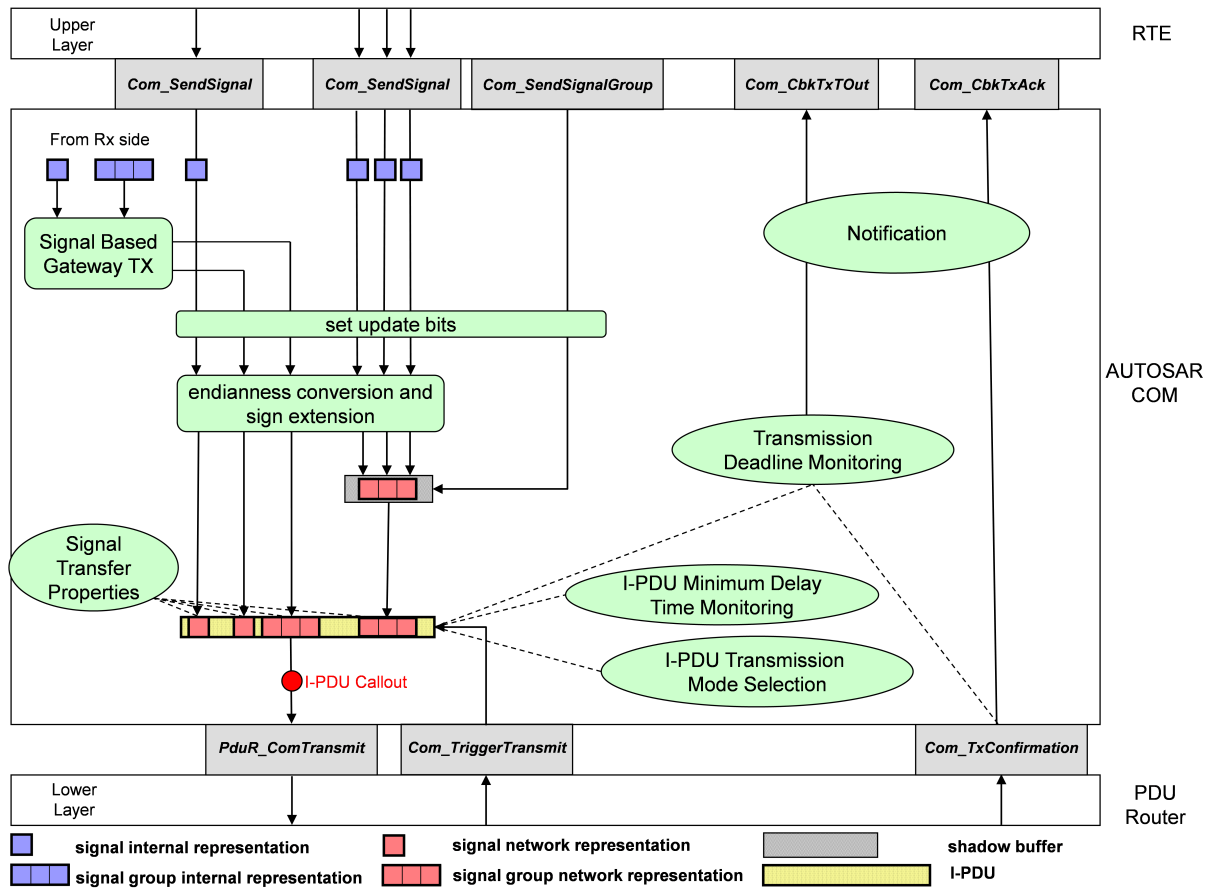 Upper
Layer
RTE
Com_SendSignal
Com_SendSignal
Com_SendSignalGroup
Com_CbkTxTOut
Com_CbkTxAck
From Rx side
Signal Based
Gateway TX
Notification
set update bits
endianness conversion and
sign extension
AUTOSAR
COM
Transmission
Deadline Monitoring
Signal
Transfer
Properties
I-PDU Minimum Delay
Time Monitoring
I-PDU Transmission
Mode Selection
I-PDU Callout
PduR_ComTransmit
Com_TriggerTransmit
Com_TxConfirmation
Lower
Layer
PDU
Router
signal internal representation
signal network representation
shadow buffer
signal group internal representation
signal group network representation
I-PDU